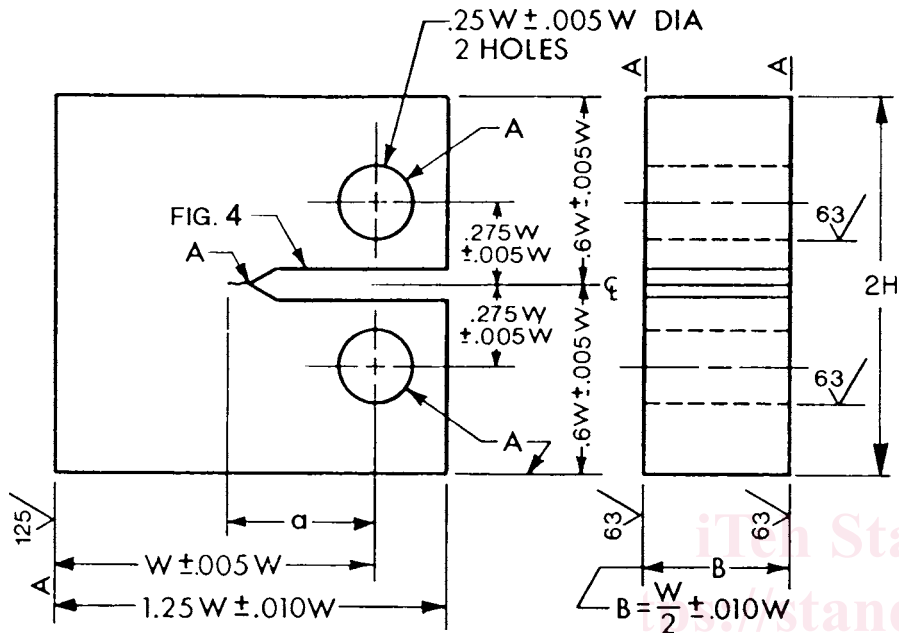 .25W±.005W DIA
2 HOLES
A
A
A
.6W±.005W
FIG. 4
A
.275W
±.005W
63
2H
℄
.275W
±.005W
.6W±.005W
63
A
125
a
63
63
iTeh Sta
W±.005W
B
A
1.25W±.010W
B=W/2±.010W
tps://stand